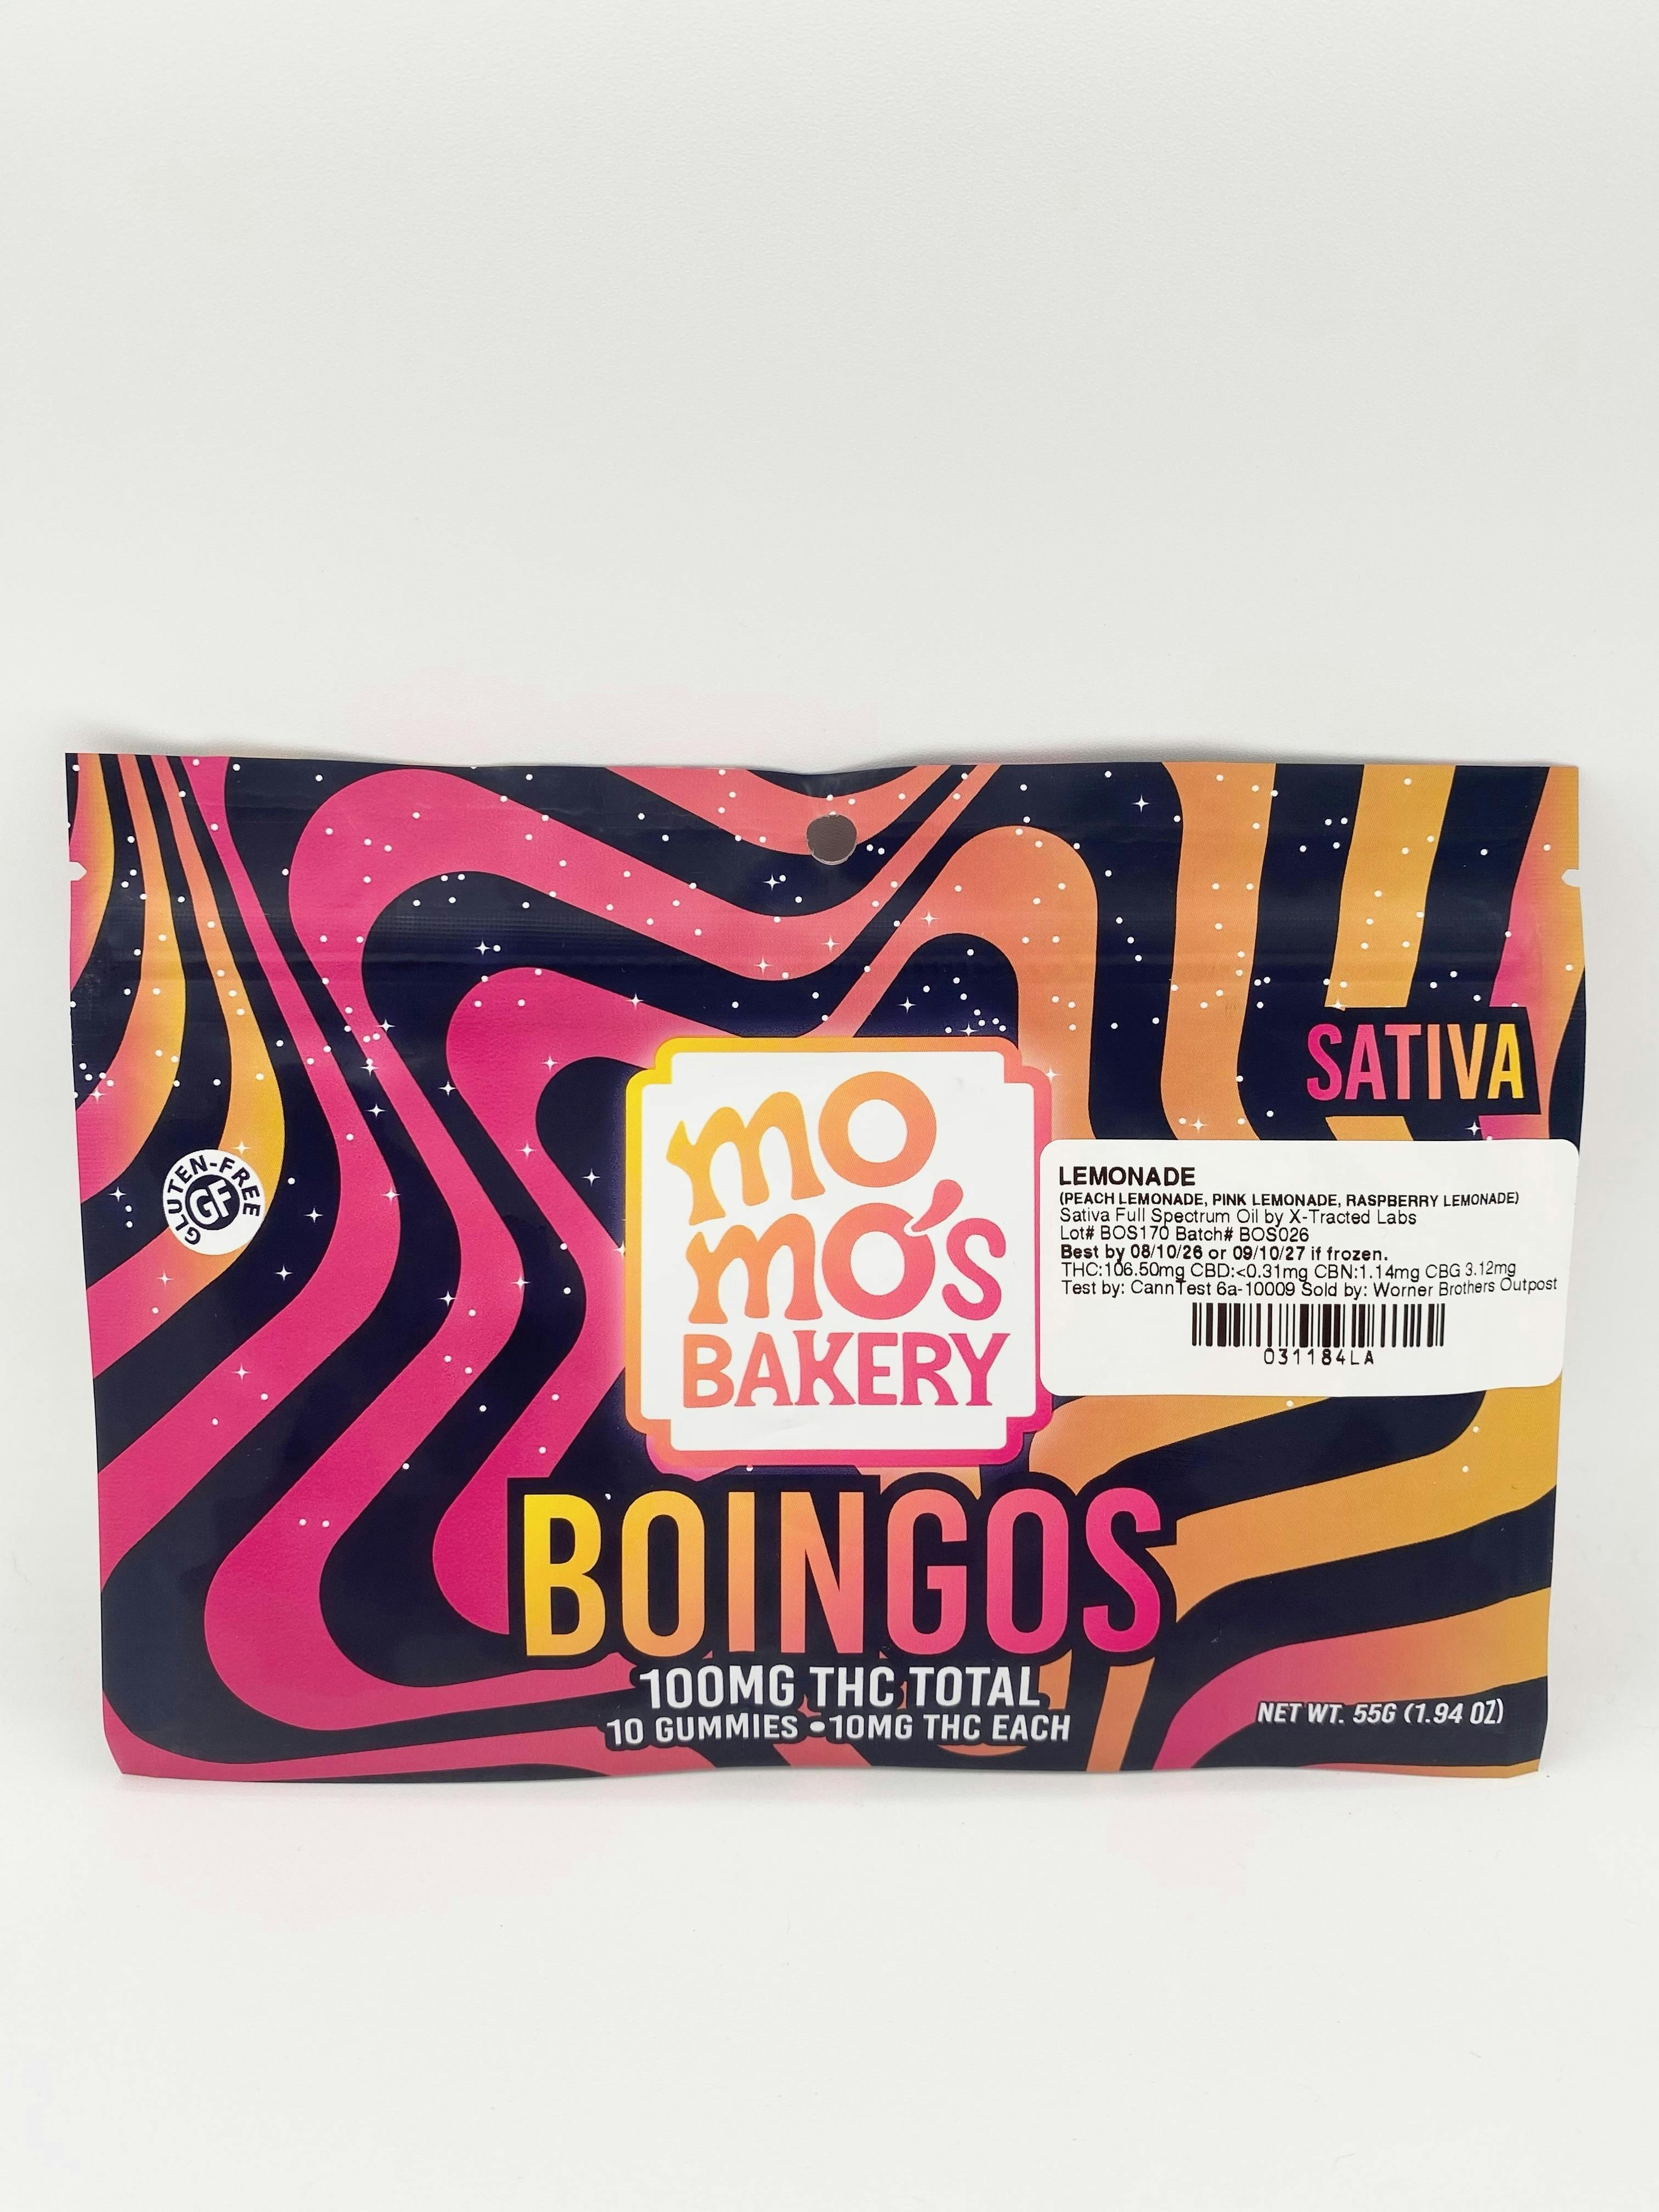 SATIVA
GLUTEN-FREE
GF
mo
mo's
BAKERY
LEMONADE
(PEACH LEMONADE, PINK LEMONADE, RASPBERRY LEMONADE)
Sativa Full Spectrum Oil by X-Tracted Labs
Lot# BOS170 Batch# BOS026
Best by 08/10/26 or 09/10/27 if frozen.
THC:106.50mg CBD:<0.31mg CBN:1.14mg CBG 3.12mg
Test by: CannTest 6a-10009 Sold by: Worner Brothers Outpost
031184LA
BOINGOS
100MG THC TOTAL
10 GUMMIES • 10MG THC EACH
NET WT. 55G (1.94 OZ)